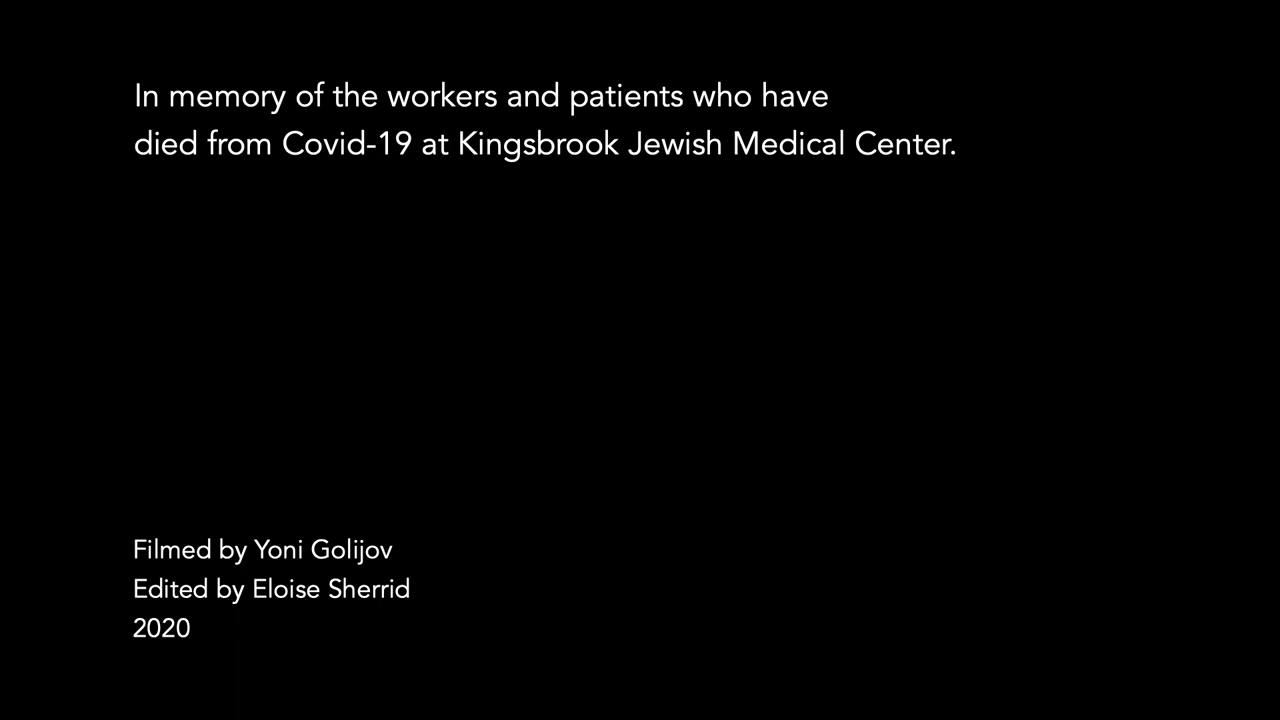 In memory of the workers and patients who have
died from Covid-19 at Kingsbrook Jewish Medical Center.
Filmed by Yoni Golijov
Edited by Eloise Sherrid
2020